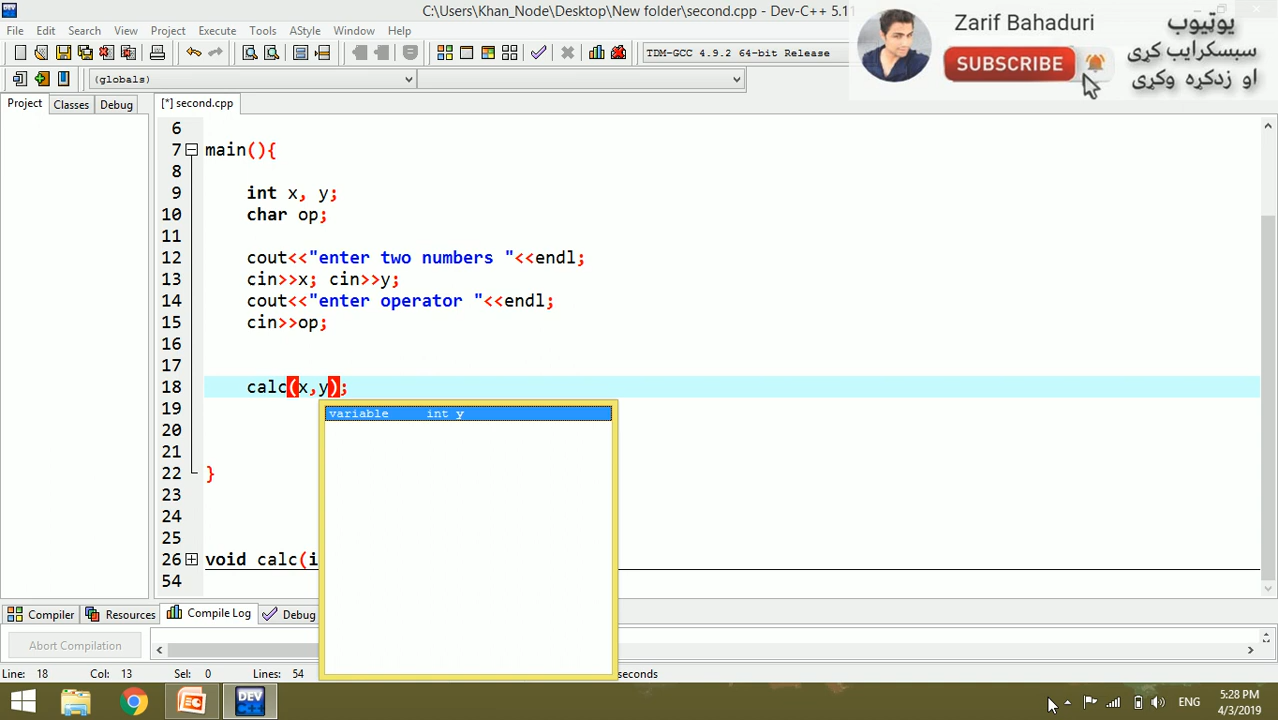 C:\Users\Khan_Node\Desktop\New folder\second.cpp - Dev-C++ 5.11
File Edit Search View Project Execute Tools AStyle Window Help
TDM-GCC 4.9.2 64-bit Release
(globals)
Project Classes Debug [*] second.cpp
Zarif Bahaduri
SUBSCRIBE
یوټیوب
سبسکرایب کړی
او زدکړه وکړی
6
7 main(){
8
9 int x, y;
10 char op;
11
12 cout<<"enter two numbers "<<endl;
13 cin>>x; cin>>y;
14 cout<<"enter operator "<<endl;
15 cin>>op;
16
17
18 calc(x,y);
19
20
21
22 }
23
24
25
26 void calc(i
54
variable int y
Compiler Resources Compile Log Debug
Abort Compilation
Line: 18 Col: 13 Sel: 0 Lines: 54 seconds
DEV
ENG
5:28 PM
4/3/2019